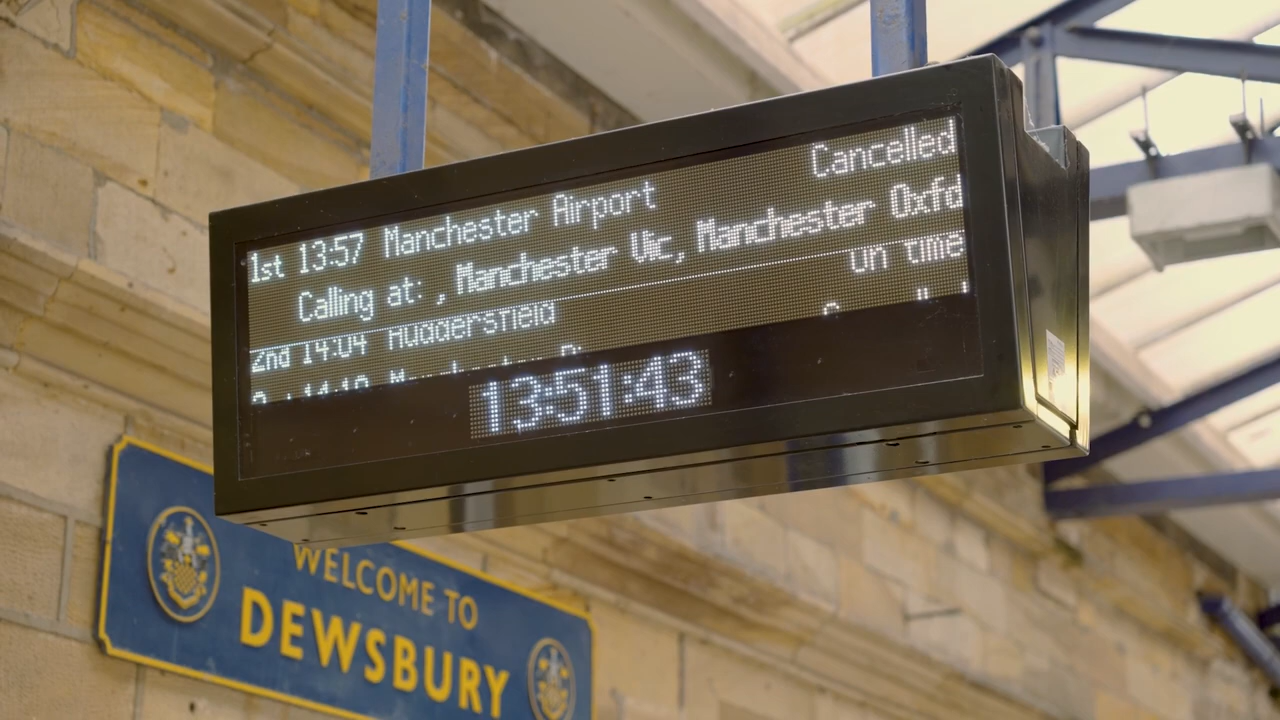 1st 13:57 Manchester Airport Cancelled
Calling at: , Manchester Vic, Manchester Oxfd
2nd 14:04 Huddersfield On time
13:51:43
WELCOME TO
DEWSBURY